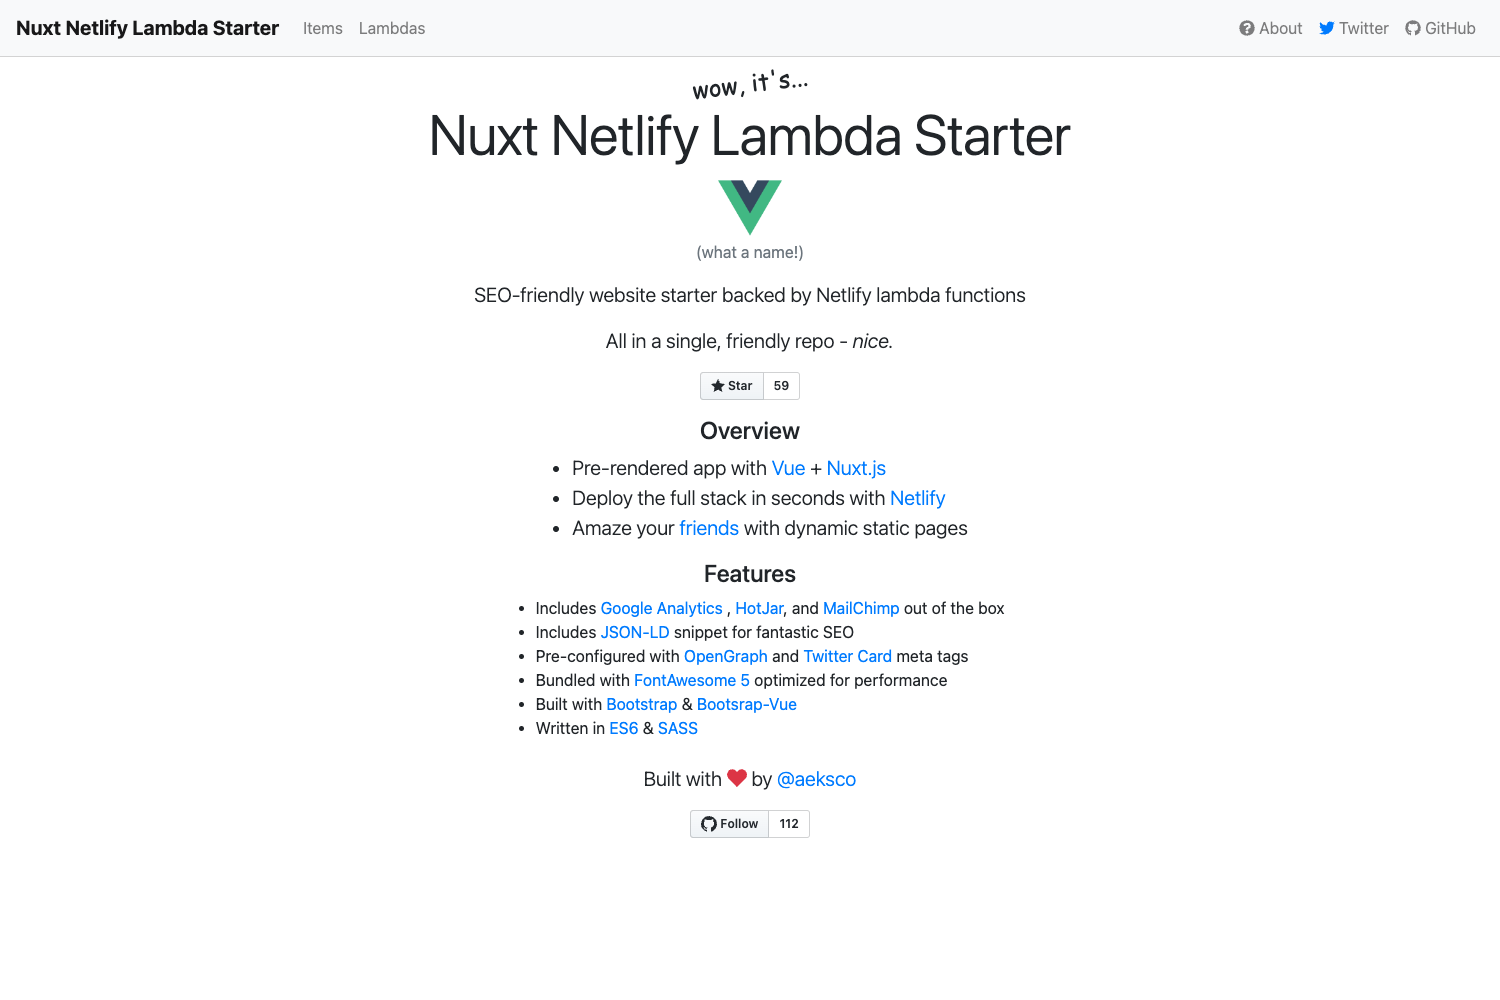 Nuxt Netlify Lambda Starter Items Lambdas About Twitter GitHub
wow, it's...
Nuxt Netlify Lambda Starter
(what a name!)
SEO-friendly website starter backed by Netlify lambda functions
All in a single, friendly repo - nice.
Star 59
Overview
• Pre-rendered app with Vue + Nuxt.js
• Deploy the full stack in seconds with Netlify
• Amaze your friends with dynamic static pages
Features
• Includes Google Analytics , HotJar, and MailChimp out of the box
• Includes JSON-LD snippet for fantastic SEO
• Pre-configured with OpenGraph and Twitter Card meta tags
• Bundled with FontAwesome 5 optimized for performance
• Built with Bootstrap & Bootsrap-Vue
• Written in ES6 & SASS
Built with by @aeksco
Follow 112